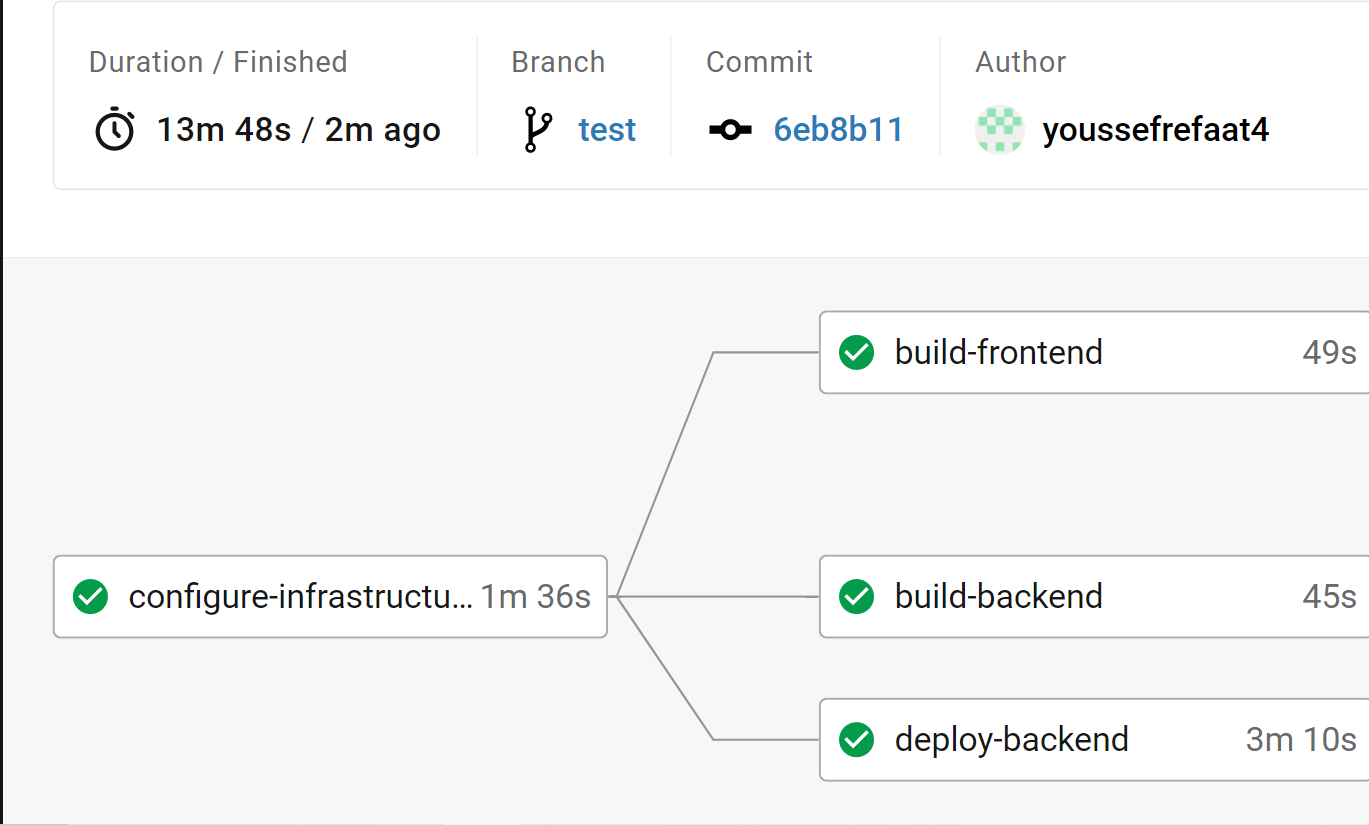 Duration / Finished
13m 48s / 2m ago
Branch
test
Commit
6eb8b11
Author
youssefrefaat4
build-frontend 49s
configure-infrastructu... 1m 36s
build-backend 45s
deploy-backend 3m 10s